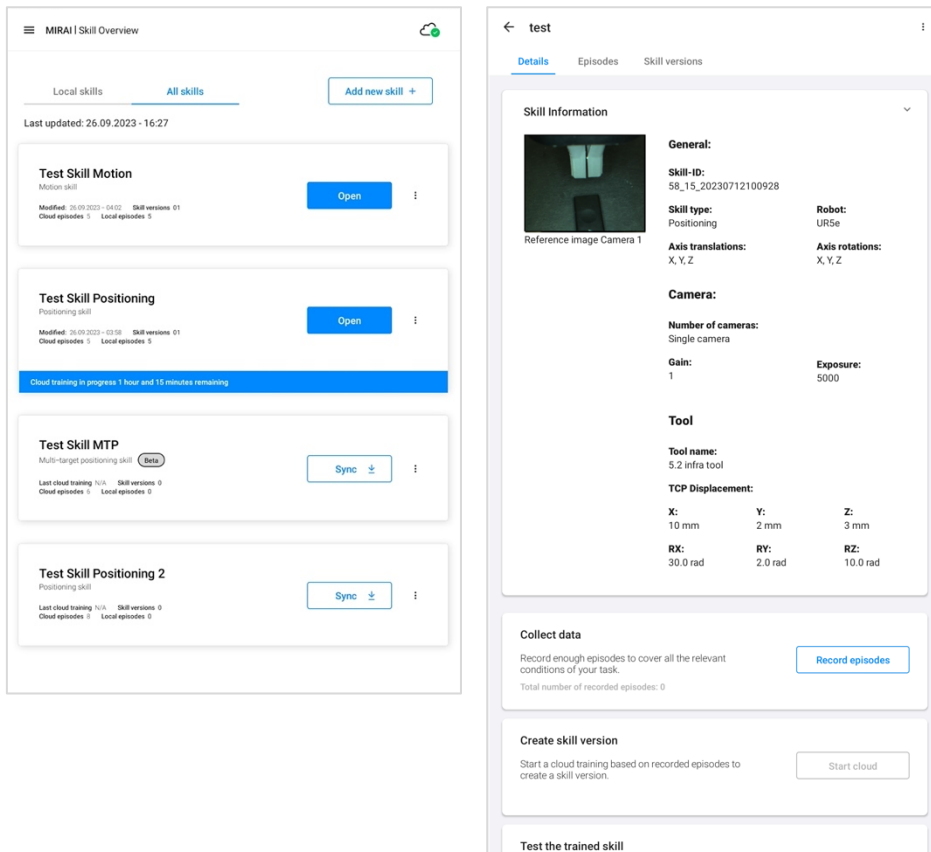 MIRAI | Skill Overview
Local skills
All skills
Add new skill +
Last updated: 26.09.2023 - 16:27
Test Skill Motion
Motion skill
Modified: 26.09.2023 – 04:02 Skill versions 01
Cloud episodes 5 Local episodes 5
Open
Test Skill Positioning
Positioning skill
Modified: 26.09.2023 – 03:58 Skill versions 01
Cloud episodes 5 Local episodes 5
Open
Cloud training in progress 1 hour and 15 minutes remaining
Test Skill MTP
Multi-target positioning skill Beta
Last cloud training N/A Skill versions 0
Cloud episodes 6 Local episodes 0
Sync
Test Skill Positioning 2
Positioning skill
Last cloud training N/A Skill versions 0
Cloud episodes 8 Local episodes 0
Sync
test
Details
Episodes
Skill versions
Skill Information
Reference image Camera 1
General:
Skill-ID:
58_15_20230712100928
Skill type:
Positioning
Robot:
UR5e
Axis translations:
X, Y, Z
Axis rotations:
X, Y, Z
Camera:
Number of cameras:
Single camera
Gain:
1
Exposure:
5000
Tool
Tool name:
5.2 infra tool
TCP Displacement:
X: Y: Z:
10 mm 2 mm 3 mm
RX: RY: RZ:
30.0 rad 2.0 rad 10.0 rad
Collect data
Record enough episodes to cover all the relevant
conditions of your task.
Total number of recorded episodes: 0
Record episodes
Create skill version
Start a cloud training based on recorded episodes to
create a skill version.
Start cloud
Test the trained skill